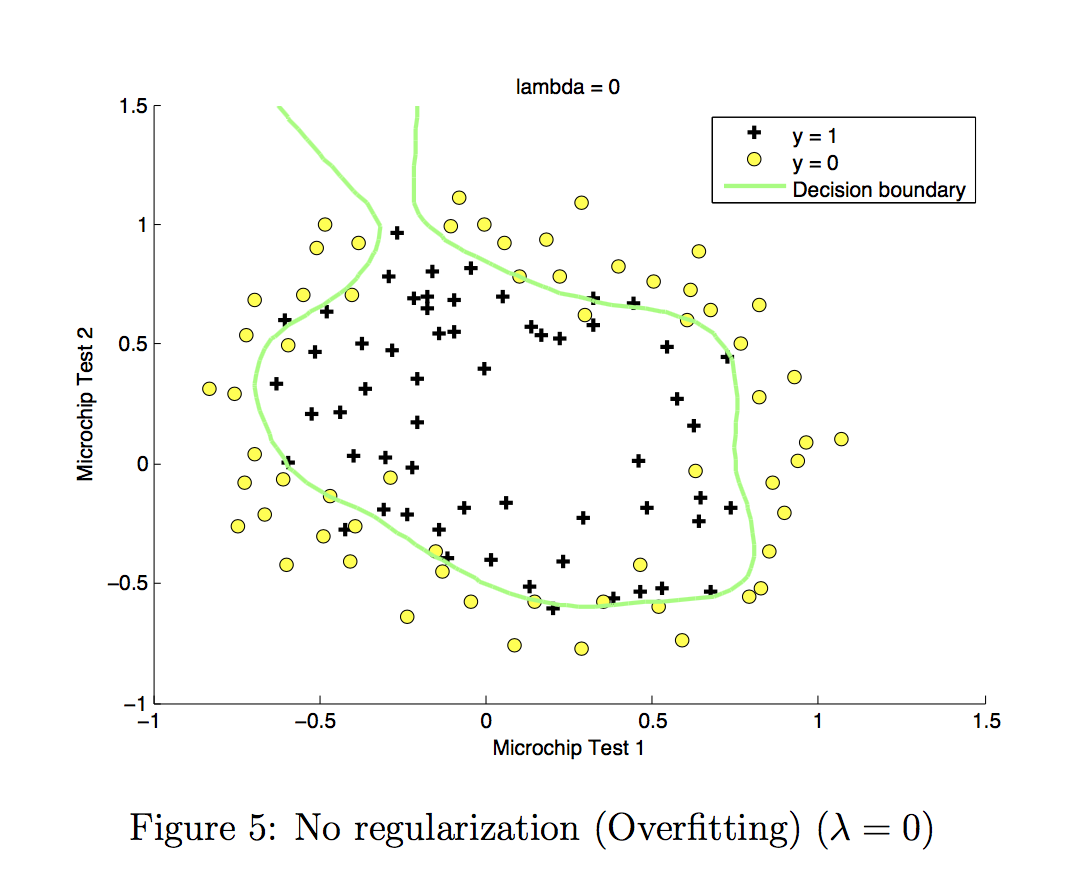 lambda = 0
1.5
1
0.5
0
−0.5
−1
Microchip Test 2
y = 1
y = 0
Decision boundary
−1
−0.5
0
0.5
1
1.5
Microchip Test 1
Figure 5: No regularization (Overfitting) (λ = 0)